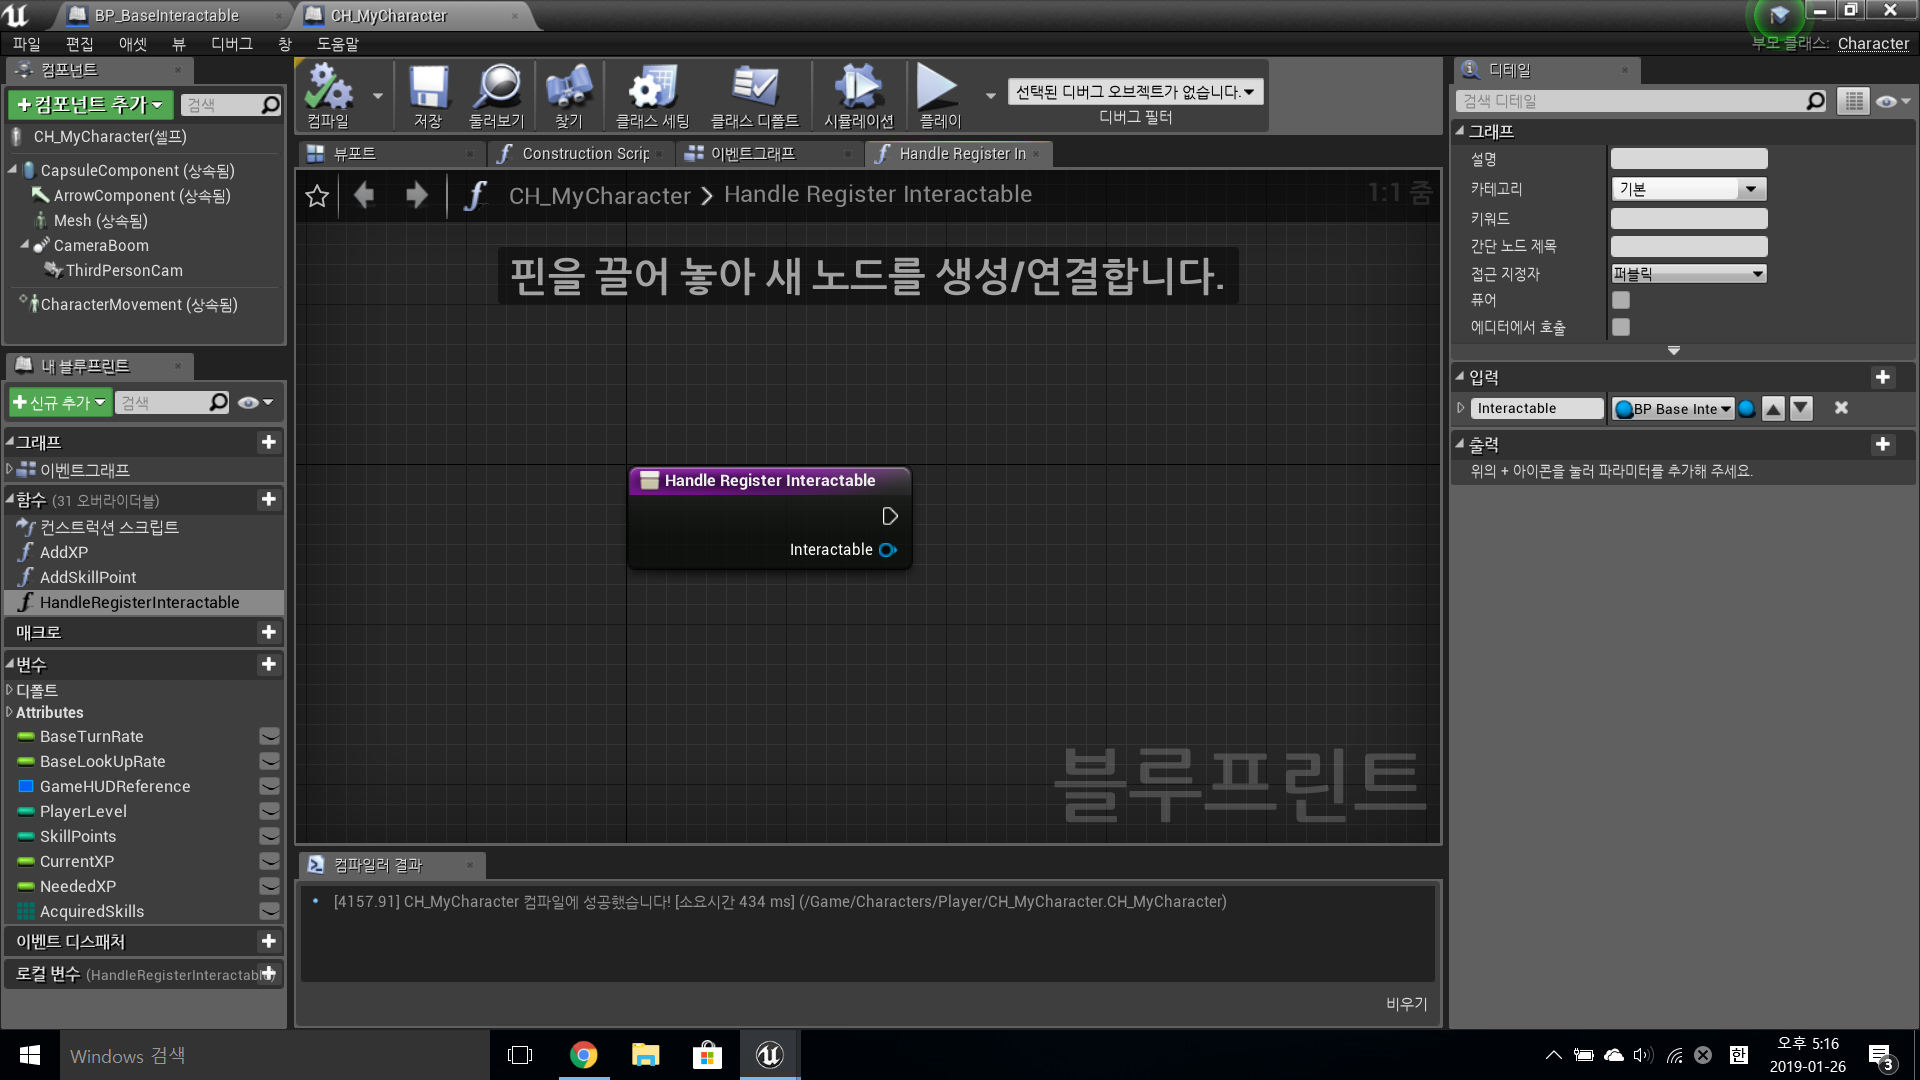 BP_BaseInteractable
CH_MyCharacter
파일 편집 애셋 뷰 디버그 창 도움말
부모 클래스: Character
컴포넌트
컴포넌트 추가
검색
CH_MyCharacter(셀프)
CapsuleComponent (상속됨)
ArrowComponent (상속됨)
Mesh (상속됨)
CameraBoom
ThirdPersonCam
CharacterMovement (상속됨)
내 블루프린트
신규 추가
검색
그래프
이벤트그래프
함수 (31 오버라이더블)
컨스트럭션 스크립트
AddXP
AddSkillPoint
HandleRegisterInteractable
매크로
변수
디폴트
Attributes
BaseTurnRate
BaseLookUpRate
GameHUDReference
PlayerLevel
SkillPoints
CurrentXP
NeededXP
AcquiredSkills
이벤트 디스패처
로컬 변수 (HandleRegisterInteractable)
컴파일
저장
둘러보기
찾기
클래스 세팅
클래스 디폴트
시뮬레이션
플레이
선택된 디버그 오브젝트가 없습니다.
디버그 필터
뷰포트
Construction Scrip
이벤트그래프
Handle Register In
CH_MyCharacter > Handle Register Interactable
1:1 줌
핀을 끌어 놓아 새 노드를 생성/연결합니다.
Handle Register Interactable
Interactable
블루프린트
컴파일러 결과
[4157.91] CH_MyCharacter 컴파일에 성공했습니다! [소요시간 434 ms] (/Game/Characters/Player/CH_MyCharacter.CH_MyCharacter)
비우기
디테일
검색 디테일
그래프
설명
카테고리 기본
키워드
간단 노드 제목
접근 지정자 퍼블릭
퓨어
에디터에서 호출
입력
Interactable BP Base Inte
출력
위의 + 아이콘을 눌러 파라미터를 추가해 주세요.
Windows 검색
한
오후 5:16
2019-01-26
3